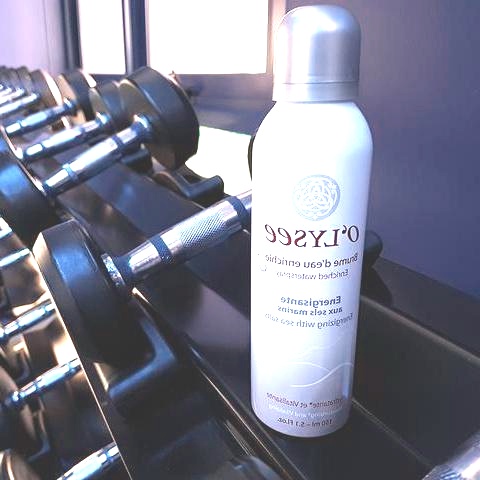 O'LYSee
Brume d'eau enrichie
Enriched waterspray
Energisante
aux sels marins
Energizing with sea salts
Hydratante* et Vitalisante
and Vitalizing
150 ml - 5.1 Fl.oz.